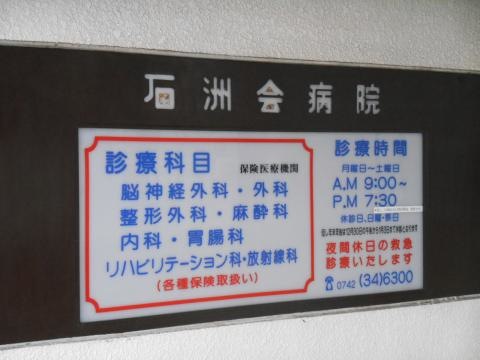 石洲会病院
診療科目 保険医療機関
脳神経外科・外科
整形外科・麻酔科
内科・胃腸科
リハビリテーション科・放射線科
(各種保険取扱い)
診療時間
月曜日~土曜日
A.M 9:00~
P.M 7:30
休診日、日曜・祭日
夜間休日の救急
診療いたします
☎ 0742 (34)6300